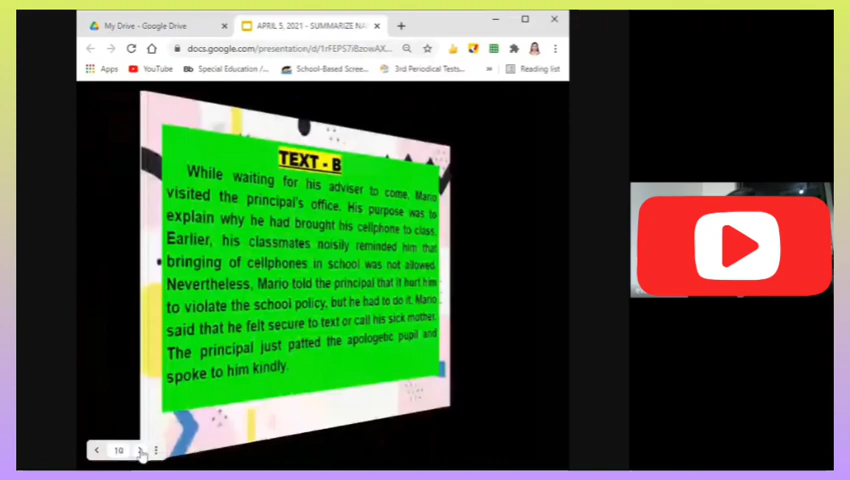 My Drive - Google Drive
APRIL 5, 2021 - SUMMARIZE NA
docs.google.com/presentation/d/1rFEPS7iBzowAX...
Apps
YouTube
Bb Special Education /...
School-Based Scree...
3rd Periodical Tests...
Reading list
TEXT - B
While waiting for his adviser to come, Mario
visited the principal's office. His purpose was to
explain why he had brought his cellphone to class.
Earlier, his classmates noisily reminded him that
bringing of cellphones in school was not allowed.
Nevertheless, Mario told the principal that it hurt him
to violate the school policy, but he had to do it. Mario
said that he felt secure to text or call his sick mother.
The principal just patted the apologetic pupil and
spoke to him kindly.
10